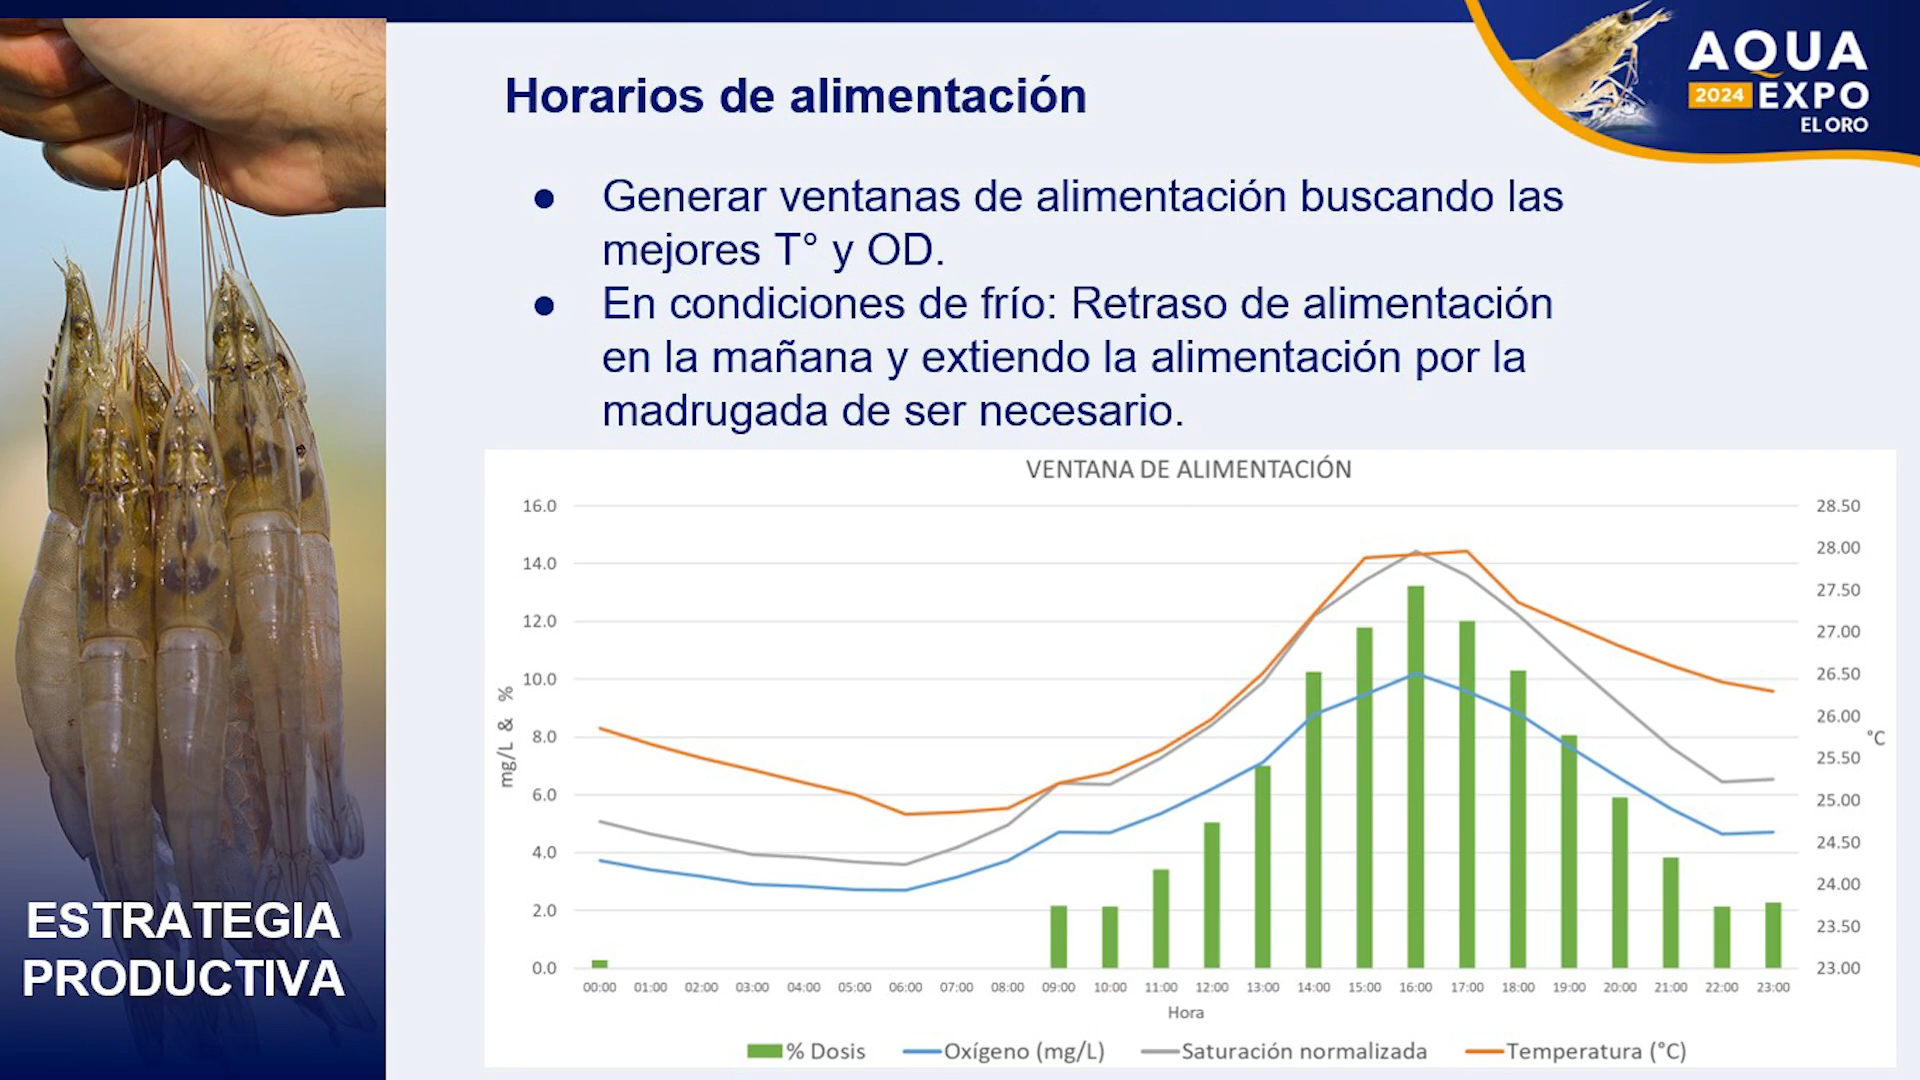 AQUA
2024 EXPO
EL ORO
Horarios de alimentación
● Generar ventanas de alimentación buscando las
mejores T° y OD.
● En condiciones de frío: Retraso de alimentación
en la mañana y extiendo la alimentación por la
madrugada de ser necesario.
ESTRATEGIA
PRODUCTIVA
VENTANA DE ALIMENTACIÓN
mg/L & %
16.0
14.0
12.0
10.0
8.0
6.0
4.0
2.0
0.0
28.50
28.00
27.50
27.00
26.50
26.00
25.50
25.00
24.50
24.00
23.50
23.00
°C
00:00 01:00 02:00 03:00 04:00 05:00 06:00 07:00 08:00 09:00 10:00 11:00 12:00 13:00 14:00 15:00 16:00 17:00 18:00 19:00 20:00 21:00 22:00 23:00
Hora
% Dosis Oxígeno (mg/L) Saturación normalizada Temperatura (°C)